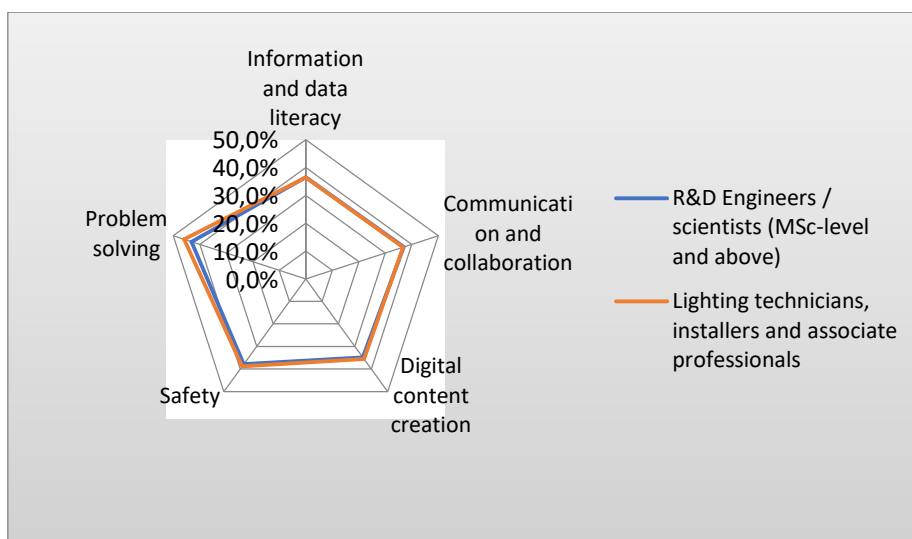 Information
and data
literacy
50,0%
40,0%
30,0%
20,0%
10,0%
0,0%
Communicati
on and
collaboration
Digital
content
creation
Safety
Problem
solving
R&D Engineers /
scientists (MSc-level
and above)
Lighting technicians,
installers and associate
professionals